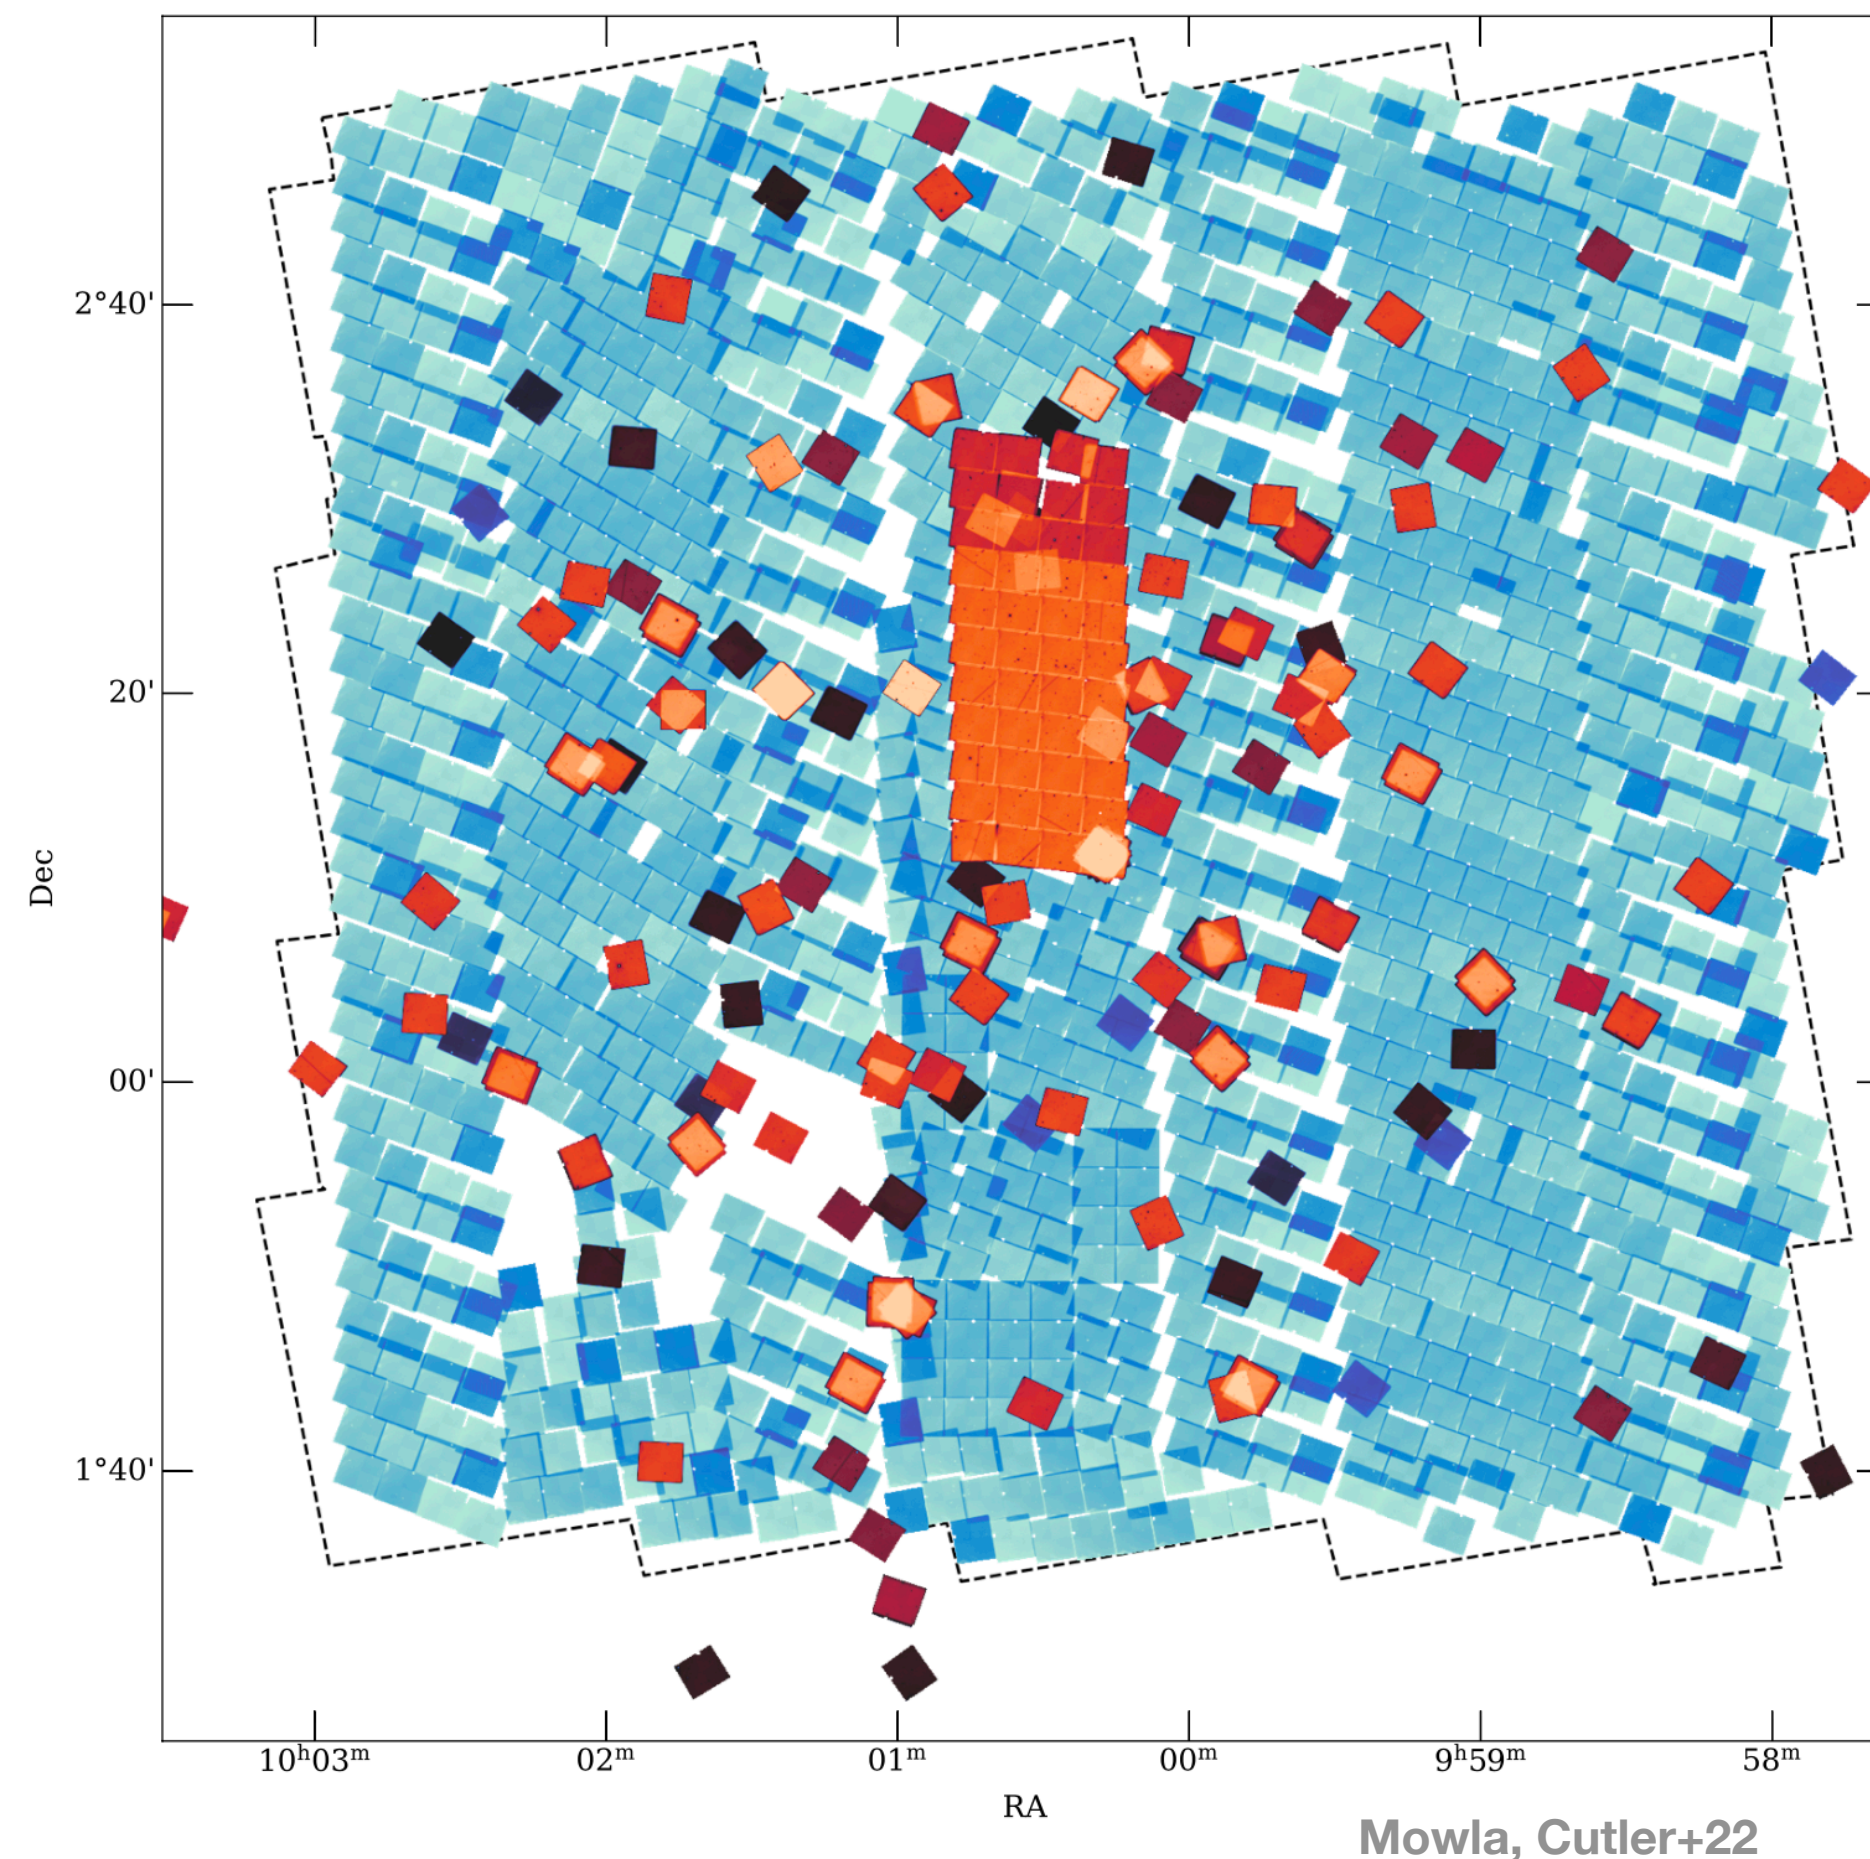 2°40'
20'
00'
1°40'
Dec
10ʰ03ᵐ 02ᵐ 01ᵐ 00ᵐ 9ʰ59ᵐ 58ᵐ
RA
Mowla, Cutler+22